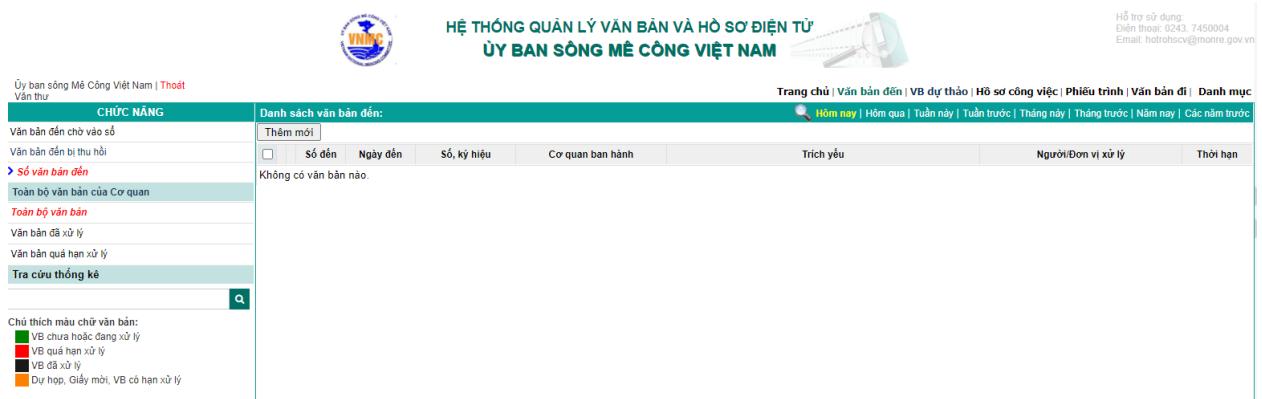 HỆ THỐNG QUẢN LÝ VĂN BẢN VÀ HỒ SƠ ĐIỆN TỬ
ỦY BAN SÔNG MÊ CÔNG VIỆT NAM
VNMC
Hỗ trợ sử dụng:
Điện thoại: 0243. 7450004
Email: hotrohscv@monre.gov.vn
Ủy ban sông Mê Công Việt Nam | Thoát
Văn thư
Trang chủ | Văn bản đến | VB dự thảo | Hồ sơ công việc | Phiếu trình | Văn bản đi | Danh mục
CHỨC NĂNG
Văn bản đến chờ vào sổ
Văn bản đến bị thu hồi
Sổ văn bản đến
Toàn bộ văn bản của Cơ quan
Toàn bộ văn bản
Văn bản đã xử lý
Văn bản quá hạn xử lý
Tra cứu thống kê
Chú thích màu chữ văn bản:
VB chưa hoặc đang xử lý
VB quá hạn xử lý
VB đã xử lý
Dự họp, Giấy mời, VB có hạn xử lý
Danh sách văn bản đến:
Hôm nay | Hôm qua | Tuần này | Tuần trước | Tháng này | Tháng trước | Năm nay | Các năm trước
Thêm mới
Số đến Ngày đến Số, ký hiệu Cơ quan ban hành Trích yếu Người/Đơn vị xử lý Thời hạn
Không có văn bản nào.